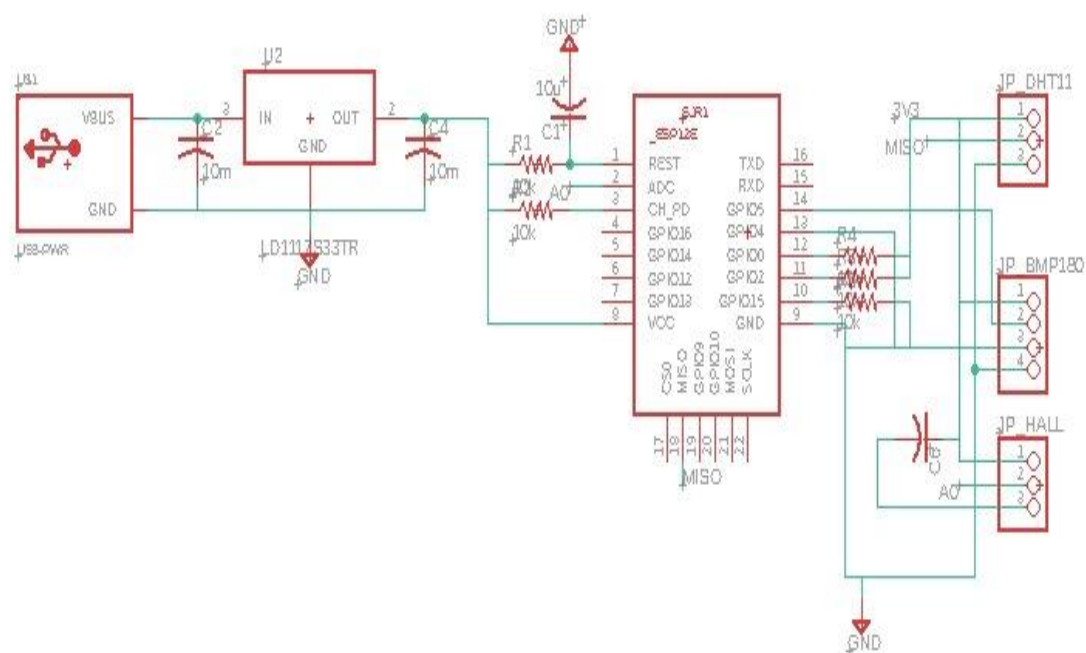 US1
VBUS
GND
USB-PWR
C2
10m
U2
3
IN
OUT
2
GND
LD1117S33TR
GND
C4
10m
GND
10u
C1
R1
10k
A0
SJR1
_ESP12E
1
REST
2
ADC
3
CH_PD
4
GPIO16
5
GPIO14
6
GPIO12
7
GPIO13
8
VCC
TXD
16
RXD
15
GPIO5
14
GPIO4
13
GPIO0
12
GPIO2
11
GPIO15
10
GND
9
CS0
MISO
GPIO9
GPIO10
MOSI
SCLK
17
18
19
20
21
22
MISO
R4
10k
3V3
MISO
JP_DHT11
1
2
3
JP_BMP180
1
2
3
4
JP_HALL
1
2
3
A0
GND